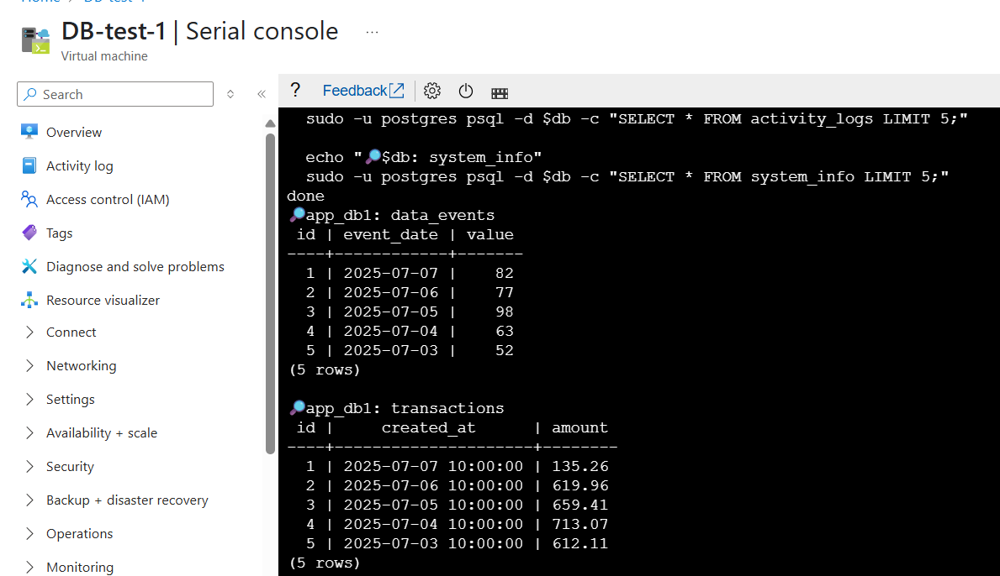 DB-test-1 | Serial console ...
Virtual machine
Search
Overview
Activity log
Access control (IAM)
Tags
Diagnose and solve problems
Resource visualizer
Connect
Networking
Settings
Availability + scale
Security
Backup + disaster recovery
Operations
Monitoring
? Feedback
sudo -u postgres psql -d $db -c "SELECT * FROM activity_logs LIMIT 5;"
echo "🔎$db: system_info"
sudo -u postgres psql -d $db -c "SELECT * FROM system_info LIMIT 5;"
done
🔎app_db1: data_events
id | event_date | value
----+------------+-------
1 | 2025-07-07 | 82
2 | 2025-07-06 | 77
3 | 2025-07-05 | 98
4 | 2025-07-04 | 63
5 | 2025-07-03 | 52
(5 rows)
🔎app_db1: transactions
id | created_at | amount
----+---------------------+--------
1 | 2025-07-07 10:00:00 | 135.26
2 | 2025-07-06 10:00:00 | 619.96
3 | 2025-07-05 10:00:00 | 659.41
4 | 2025-07-04 10:00:00 | 713.07
5 | 2025-07-03 10:00:00 | 612.11
(5 rows)